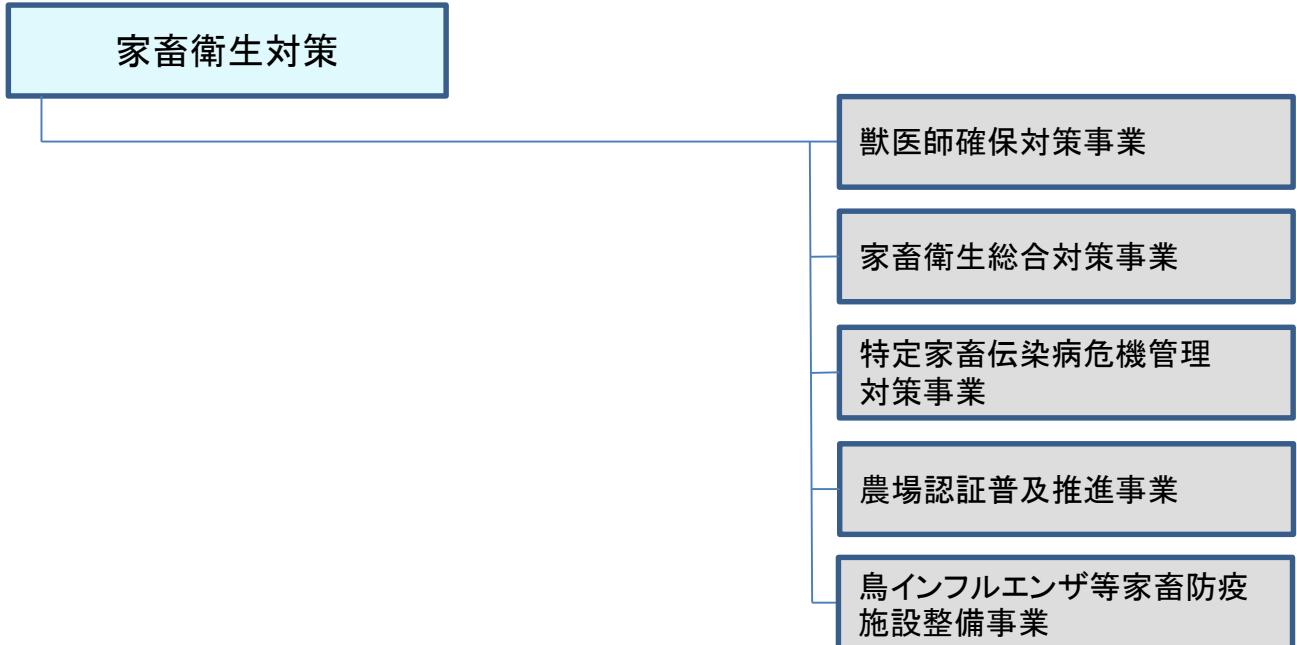 家畜衛生対策
獣医師確保対策事業
家畜衛生総合対策事業
特定家畜伝染病危機管理
対策事業
農場認証普及推進事業
鳥インフルエンザ等家畜防疫
施設整備事業